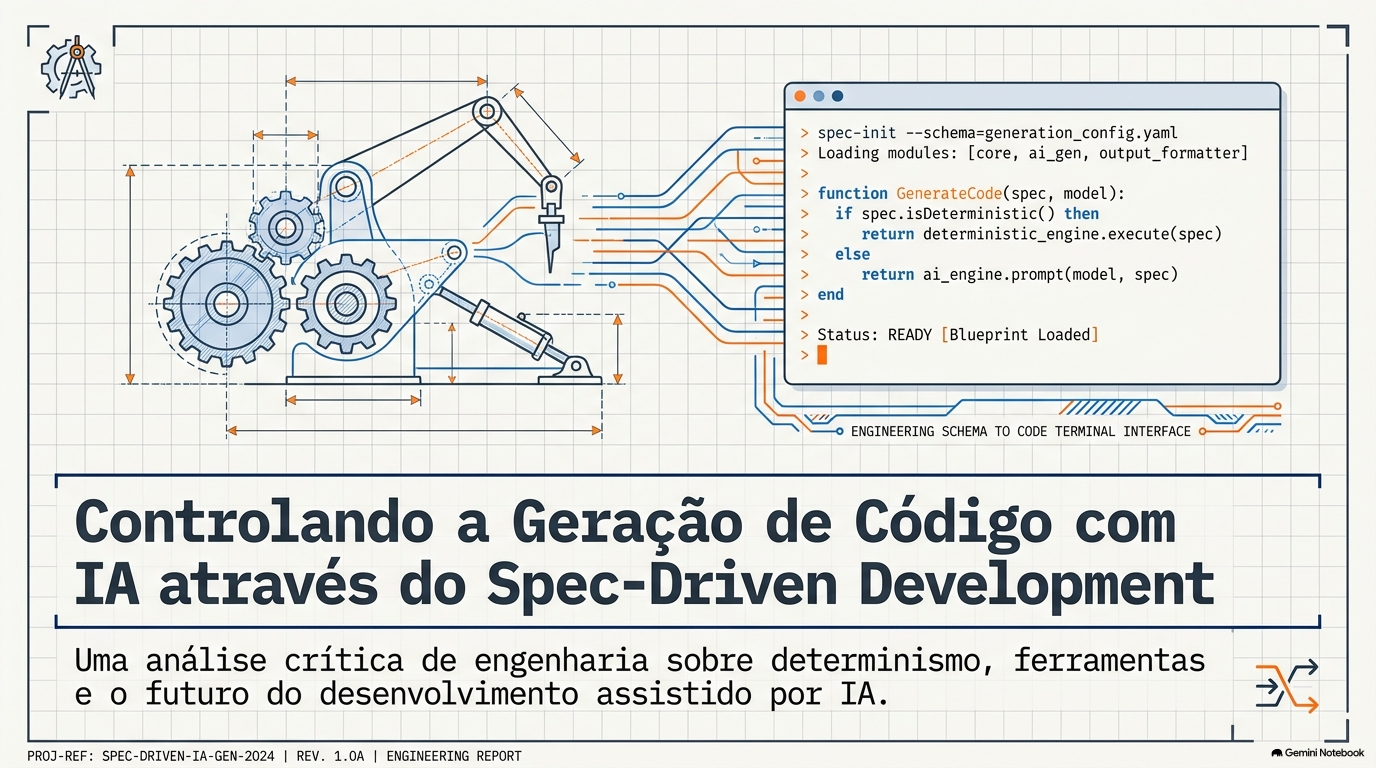 > spec-init --schema=generation_config.yaml
> Loading modules: [core, ai_gen, output_formatter]
>
> function GenerateCode(spec, model):
>   if spec.isDeterministic() then
>     return deterministic_engine.execute(spec)
>   else
>     return ai_engine.prompt(model, spec)
> end
>
> Status: READY [Blueprint Loaded]
>
ENGINEERING SCHEMA TO CODE TERMINAL INTERFACE
Controlando a Geração de Código com
IA através do Spec-Driven Development
Uma análise crítica de engenharia sobre determinismo, ferramentas
e o futuro do desenvolvimento assistido por IA.
PROJ-REF: SPEC-DRIVEN-IA-GEN-2024 | REV. 1.0A | ENGINEERING REPORT
Gemini Notebook